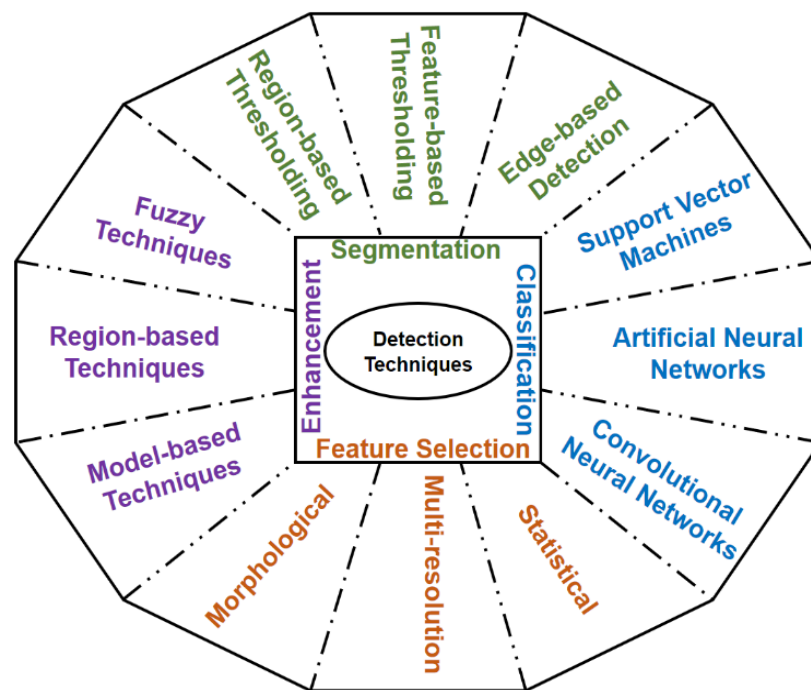 Region-based
Thresholding
Feature-based
Thresholding
Edge-based
Detection
Fuzzy
Techniques
Support Vector
Machines
Segmentation
Enhancement
Classification
Detection
Techniques
Region-based
Techniques
Artificial Neural
Networks
Model-based
Techniques
Feature Selection
Convolutional
Neural Networks
Morphological
Multi-resolution
Statistical